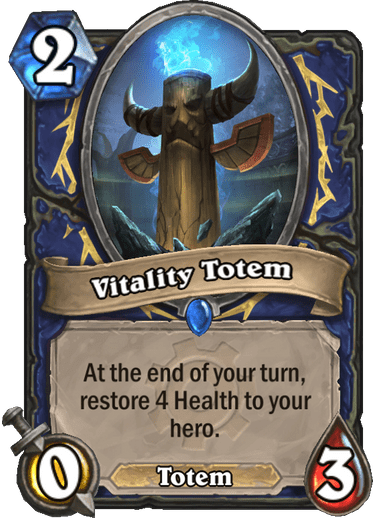 2
Vitality Totem
At the end of your turn,
restore 4 Health to your
hero.
0
Totem
3